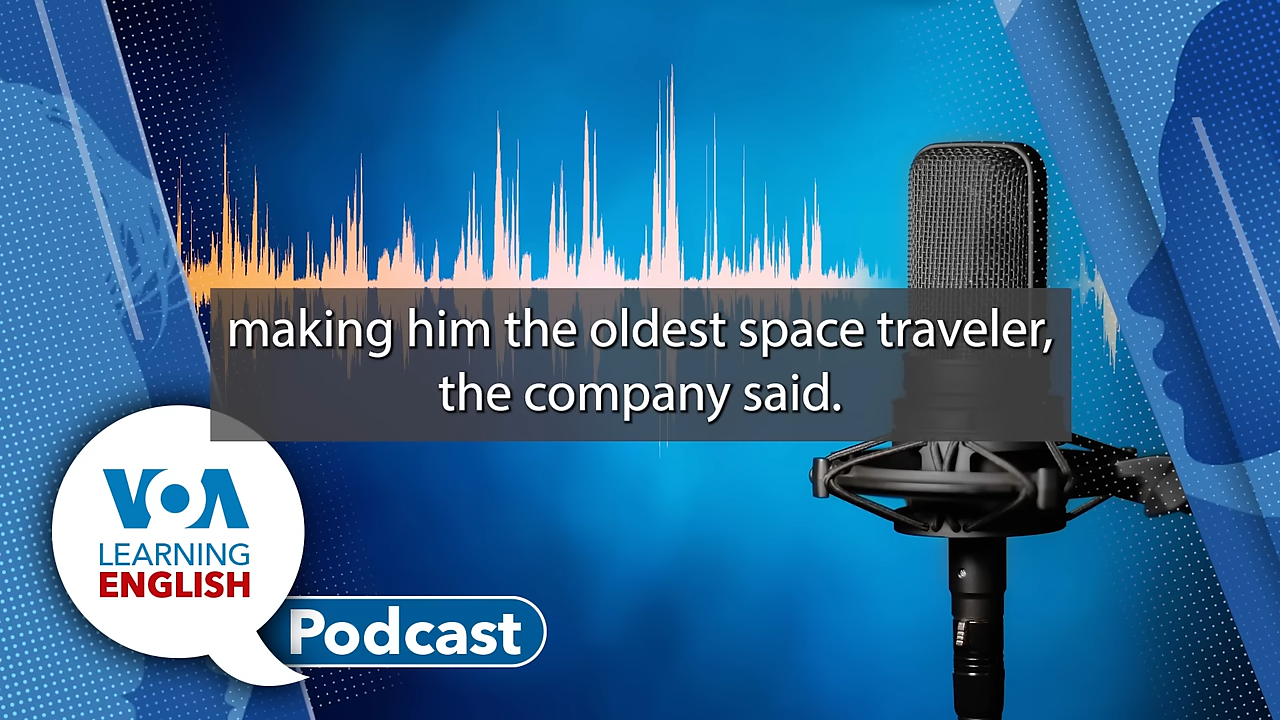 making him the oldest space traveler,
the company said.
VOA
LEARNING
ENGLISH
Podcast